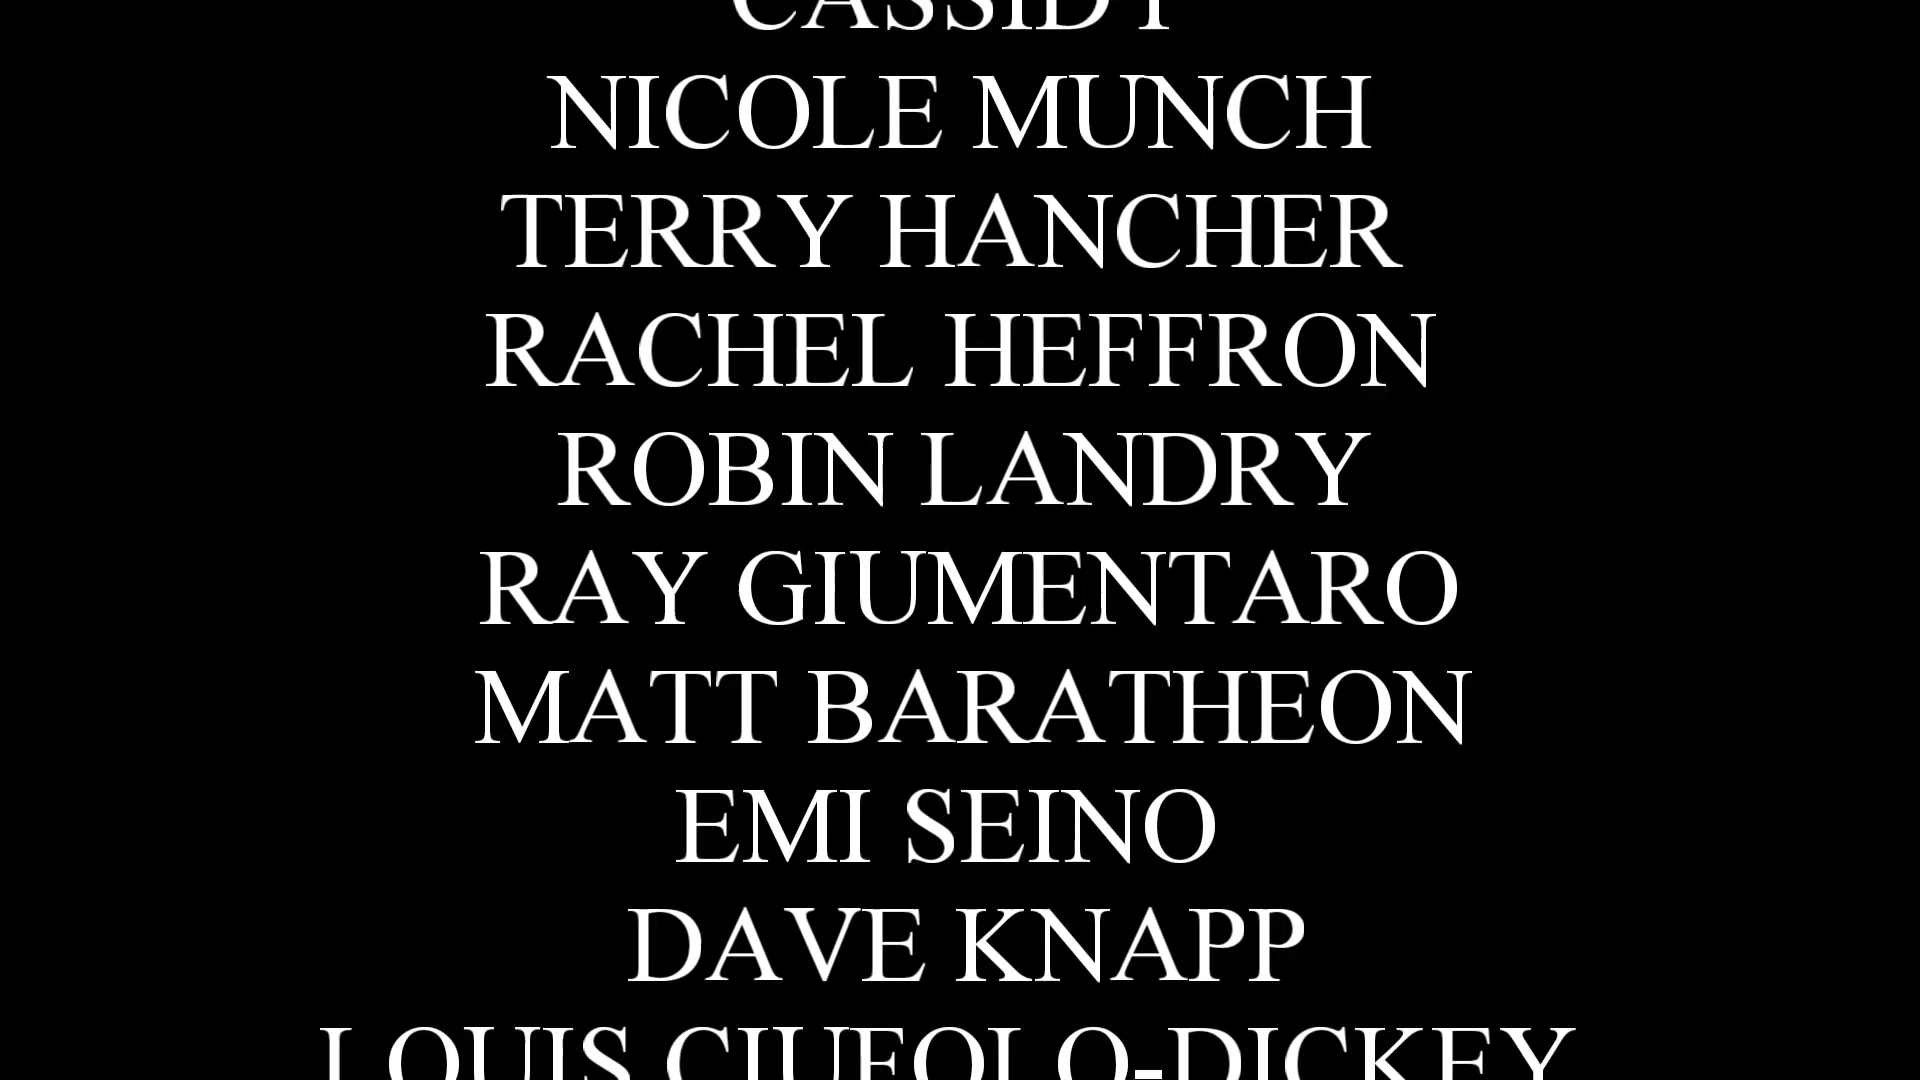 CASSIDY
NICOLE MUNCH
TERRY HANCHER
RACHEL HEFFRON
ROBIN LANDRY
RAY GIUMENTARO
MATT BARATHEON
EMI SEINO
DAVE KNAPP
LOUIS CIUFOLO-DICKEY